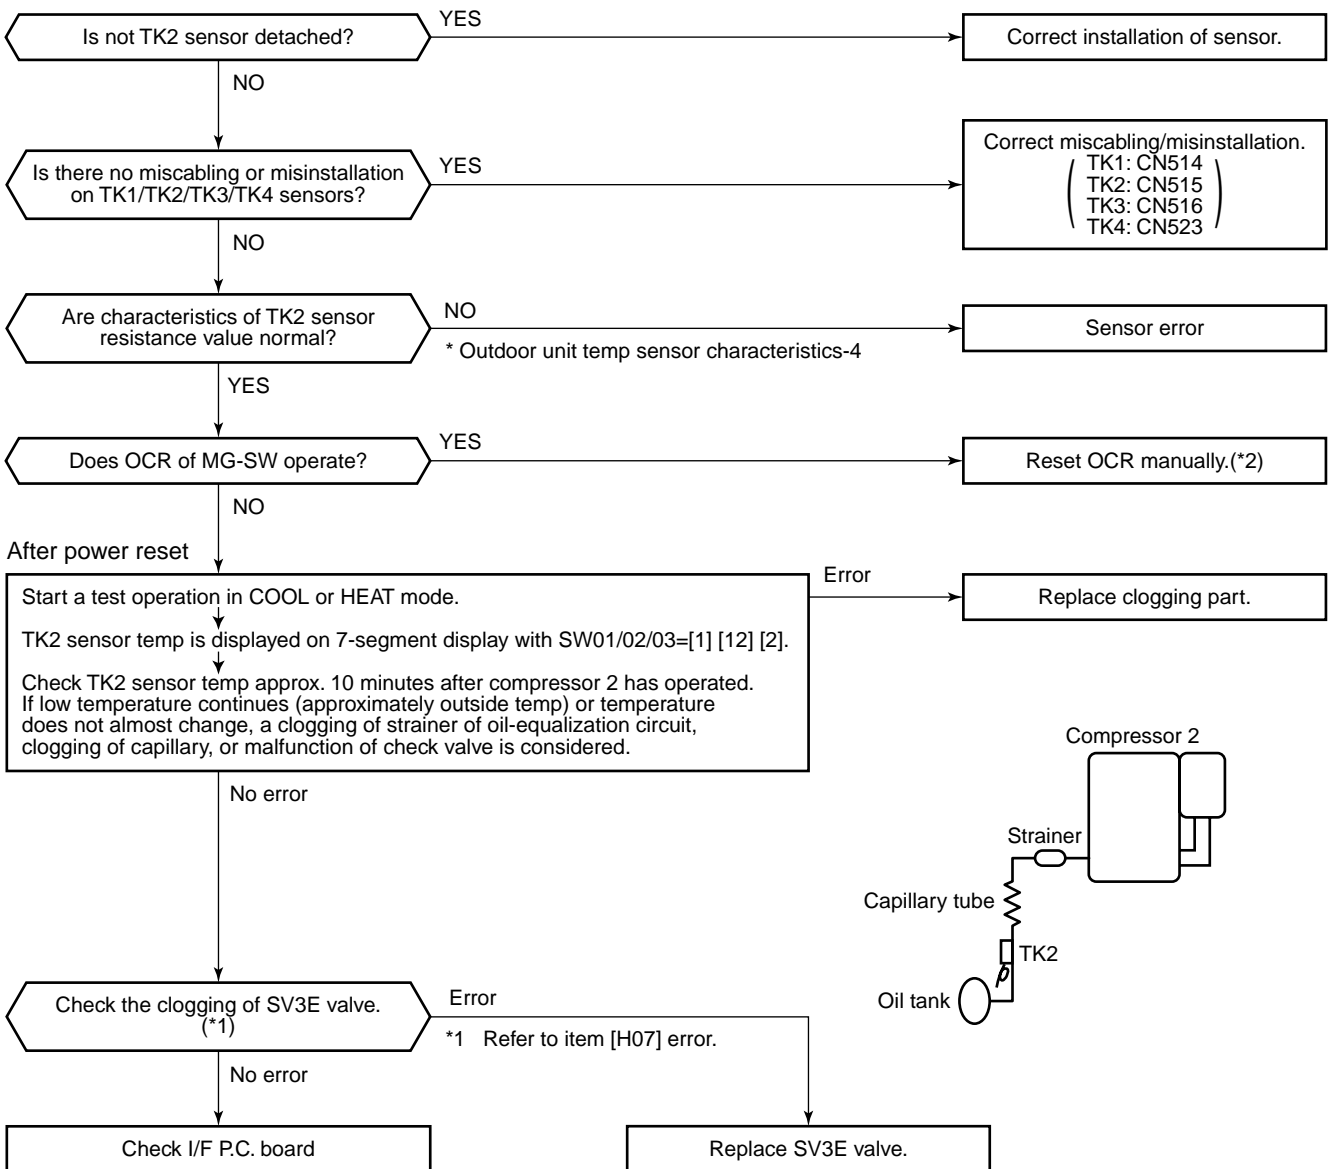 YES
Is not TK2 sensor detached?
Correct installation of sensor.
NO
Is there no miscabling or misinstallation
on TK1/TK2/TK3/TK4 sensors?
YES
Correct miscabling/misinstallation.
TK1: CN514
TK2: CN515
TK3: CN516
TK4: CN523
NO
Are characteristics of TK2 sensor
resistance value normal?
NO
* Outdoor unit temp sensor characteristics-4
Sensor error
YES
Does OCR of MG-SW operate?
YES
Reset OCR manually.(*2)
NO
After power reset
Start a test operation in COOL or HEAT mode.
TK2 sensor temp is displayed on 7-segment display with SW01/02/03=[1] [12] [2].
Check TK2 sensor temp approx. 10 minutes after compressor 2 has operated.
If low temperature continues (approximately outside temp) or temperature
does not almost change, a clogging of strainer of oil-equalization circuit,
clogging of capillary, or malfunction of check valve is considered.
Error
Replace clogging part.
No error
Compressor 2
Strainer
Capillary tube
TK2
Oil tank
Check the clogging of SV3E valve.
(*1)
Error
*1 Refer to item [H07] error.
No error
Check I/F P.C. board
Replace SV3E valve.